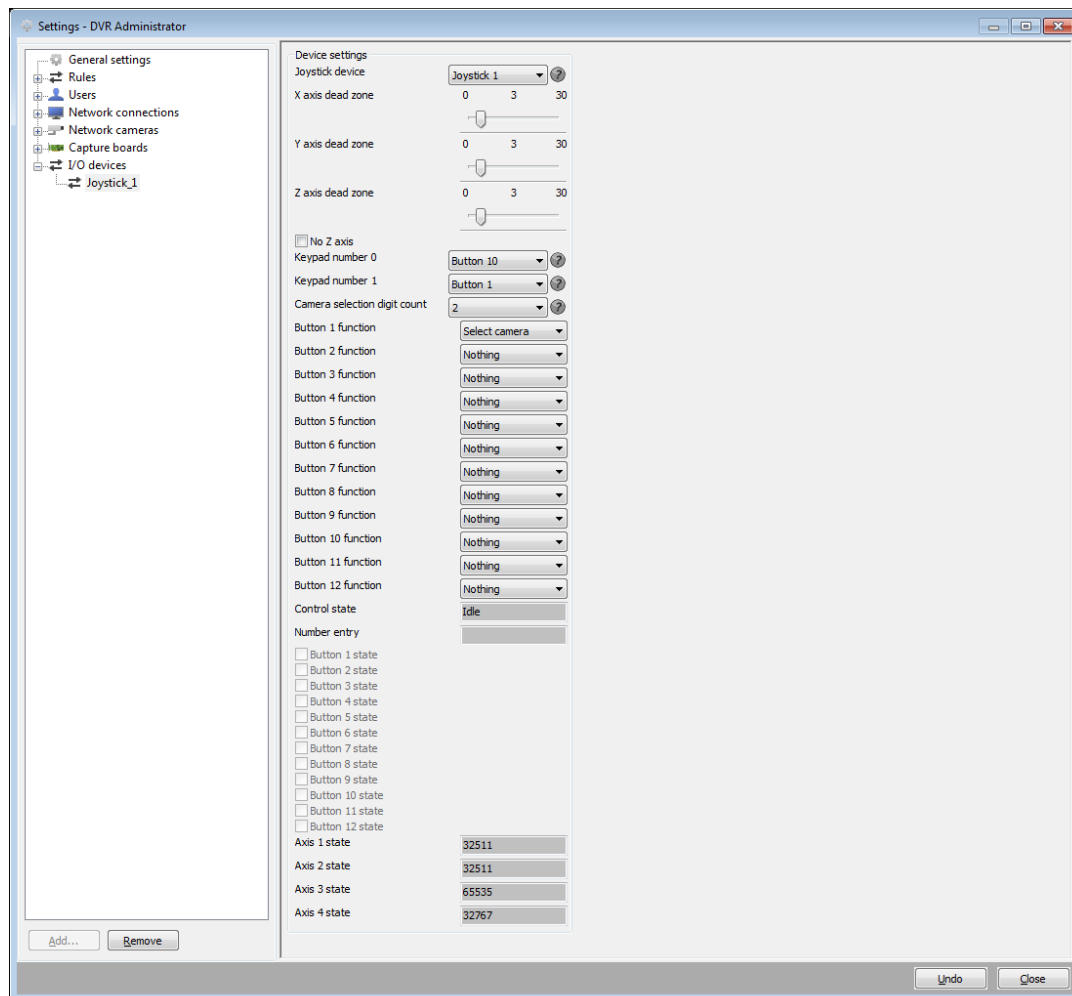 Settings - DVR Administrator
General settings
Rules
Users
Network connections
Network cameras
Capture boards
I/O devices
Joystick_1
Add...
Remove
Device settings
Joystick device Joystick 1 ?
X axis dead zone 0 3 30
Y axis dead zone 0 3 30
Z axis dead zone 0 3 30
No Z axis
Keypad number 0 Button 10 ?
Keypad number 1 Button 1 ?
Camera selection digit count 2 ?
Button 1 function Select camera
Button 2 function Nothing
Button 3 function Nothing
Button 4 function Nothing
Button 5 function Nothing
Button 6 function Nothing
Button 7 function Nothing
Button 8 function Nothing
Button 9 function Nothing
Button 10 function Nothing
Button 11 function Nothing
Button 12 function Nothing
Control state Idle
Number entry
Button 1 state
Button 2 state
Button 3 state
Button 4 state
Button 5 state
Button 6 state
Button 7 state
Button 8 state
Button 9 state
Button 10 state
Button 11 state
Button 12 state
Axis 1 state 32511
Axis 2 state 32511
Axis 3 state 65535
Axis 4 state 32767
Undo Close